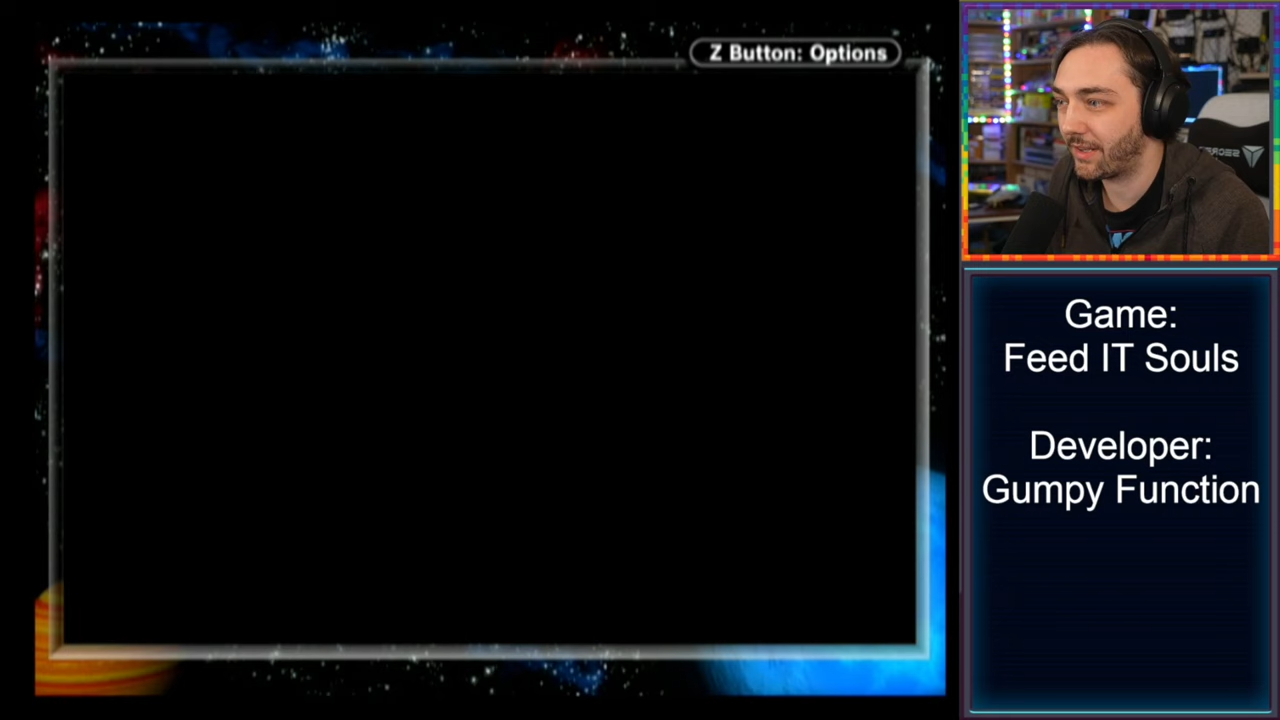 Z Button: Options
Game:
Feed IT Souls
Developer:
Gumpy Function